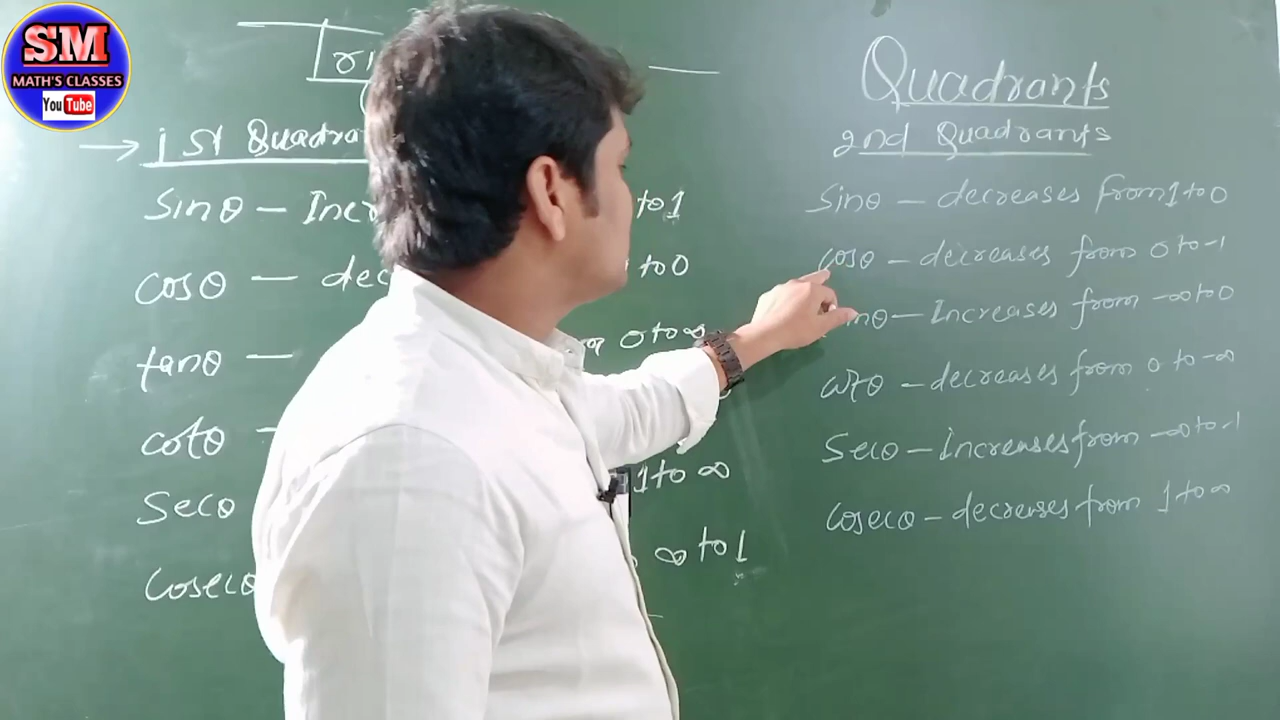 SM
MATH'S CLASSES
YouTube
Quadrants
1st Quadra
sinθ — Incr to 1
cosθ — dec to 0
tanθ — 0 to ∞
cotθ -
Secθ 1 to ∞
Cosecθ ∞ to 1
2nd Quadrants
Sinθ — decreases from 1 to 0
cosθ — decreases from 0 to -1
nθ — Increases from -∞ to 0
cotθ — decreases from 0 to -∞
Secθ — Increases from -∞ to -1
Cosecθ — decreases from 1 to ∞